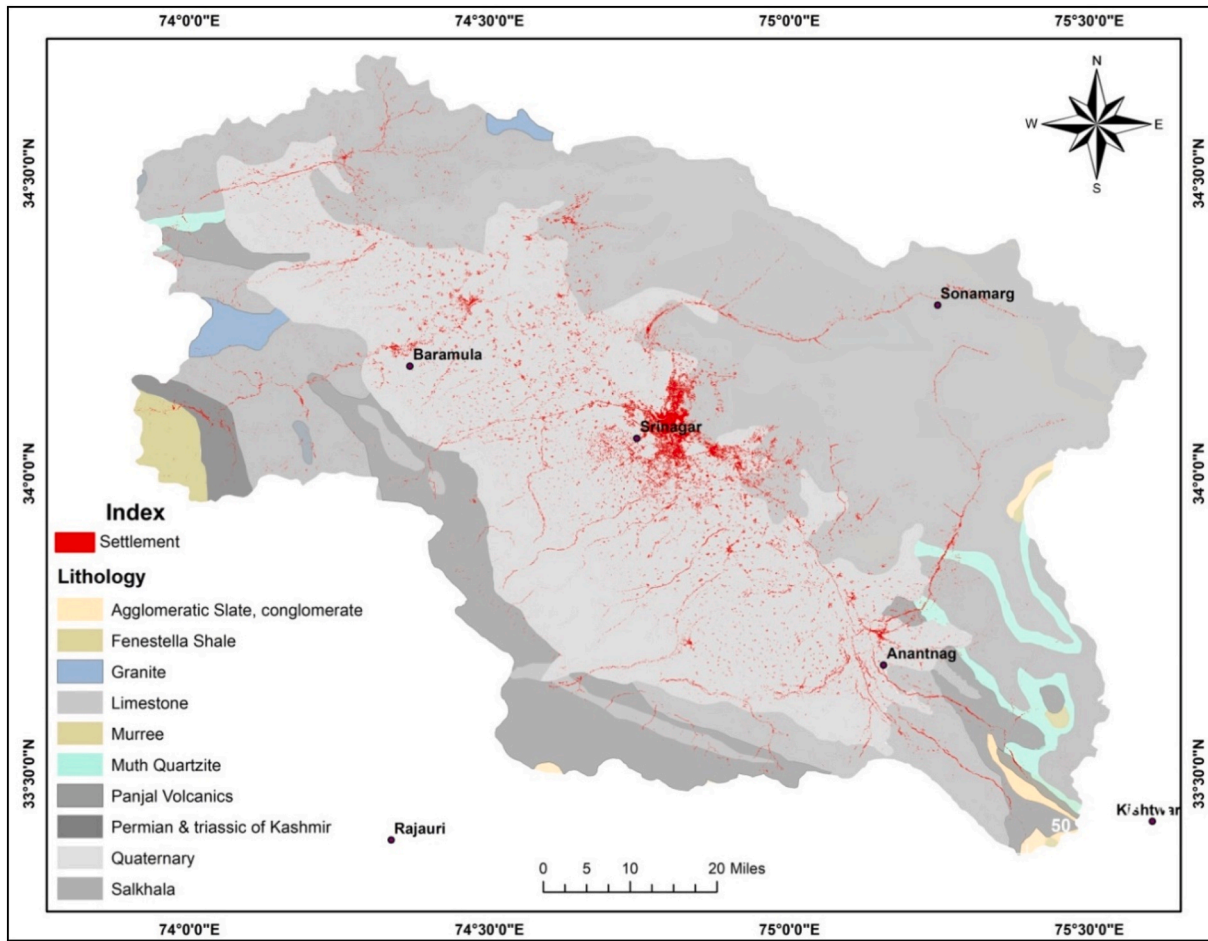 74°0'0"E 74°30'0"E 75°0'0"E 75°30'0"E
N
W E
S
34°30'0"N 34°30'0"N
Sonamarg
Baramula
Srinagar
34°0'0"N 34°0'0"N
Index
Settlement
Lithology
Agglomeratic Slate, conglomerate
Fenestella Shale
Granite
Limestone
Murree
Muth Quartzite
Panjal Volcanics
Permian & triassic of Kashmir
Quaternary
Salkhala
Anantnag
33°30'0"N 33°30'0"N
Kishtwar
50
Rajauri
0 5 10 20 Miles
74°0'0"E 74°30'0"E 75°0'0"E 75°30'0"E